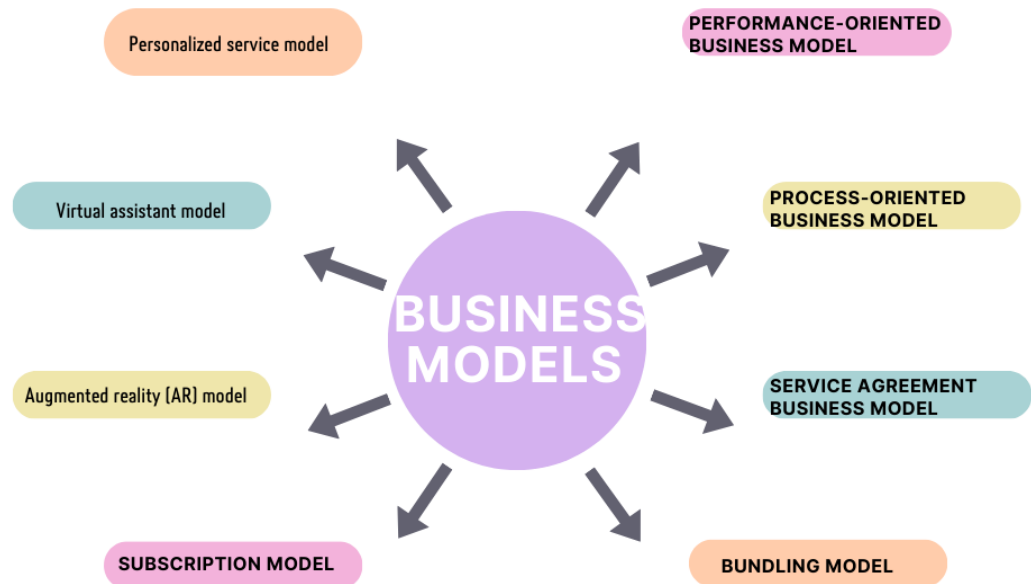 Personalized service model
PERFORMANCE-ORIENTED
BUSINESS MODEL
Virtual assistant model
PROCESS-ORIENTED
BUSINESS MODEL
BUSINESS
MODELS
Augmented reality (AR) model
SERVICE AGREEMENT
BUSINESS MODEL
SUBSCRIPTION MODEL
BUNDLING MODEL